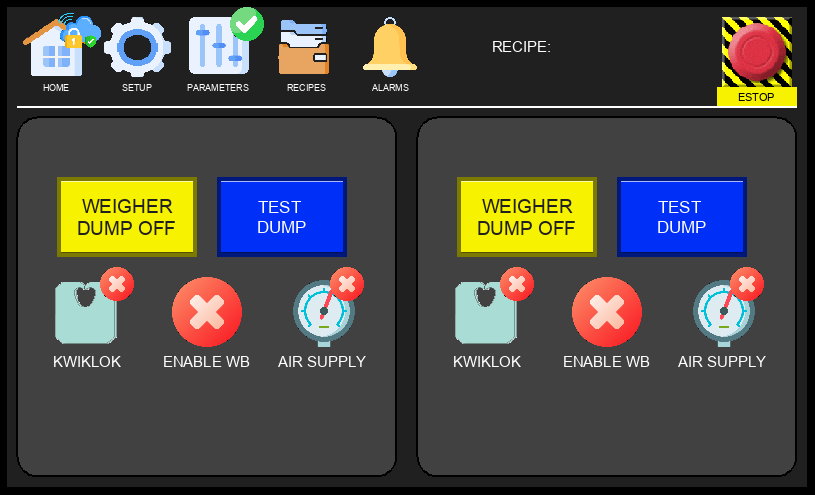 RECIPE:
HOME
SETUP
PARAMETERS
RECIPES
ALARMS
ESTOP
WEIGHER
DUMP OFF
TEST
DUMP
KWIKLOK
ENABLE WB
AIR SUPPLY
WEIGHER
DUMP OFF
TEST
DUMP
KWIKLOK
ENABLE WB
AIR SUPPLY